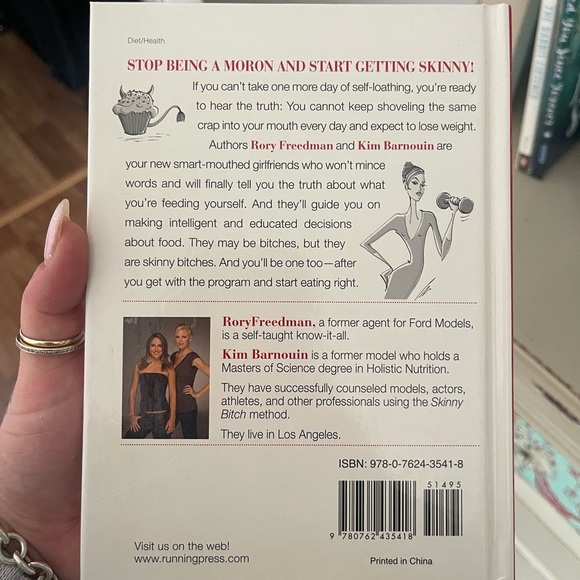 Diet/Health
STOP BEING A MORON AND START GETTING SKINNY!
If you can't take one more day of self-loathing, you're ready
to hear the truth: You cannot keep shoveling the same
crap into your mouth every day and expect to lose weight.
Authors Rory Freedman and Kim Barnouin are
your new smart-mouthed girlfriends who won't mince
words and will finally tell you the truth about what
you're feeding yourself. And they'll guide you on
making intelligent and educated decisions
about food. They may be bitches, but they
are skinny bitches. And you'll be one too—after
you get with the program and start eating right.
RoryFreedman, a former agent for Ford Models,
is a self-taught know-it-all.
Kim Barnouin is a former model who holds a
Masters of Science degree in Holistic Nutrition.
They have successfully counseled models, actors,
athletes, and other professionals using the Skinny
Bitch method.
They live in Los Angeles.
ISBN: 978-0-7624-3541-8
51495
9 780762 435418
Visit us on the web!
www.runningpress.com
Printed in China